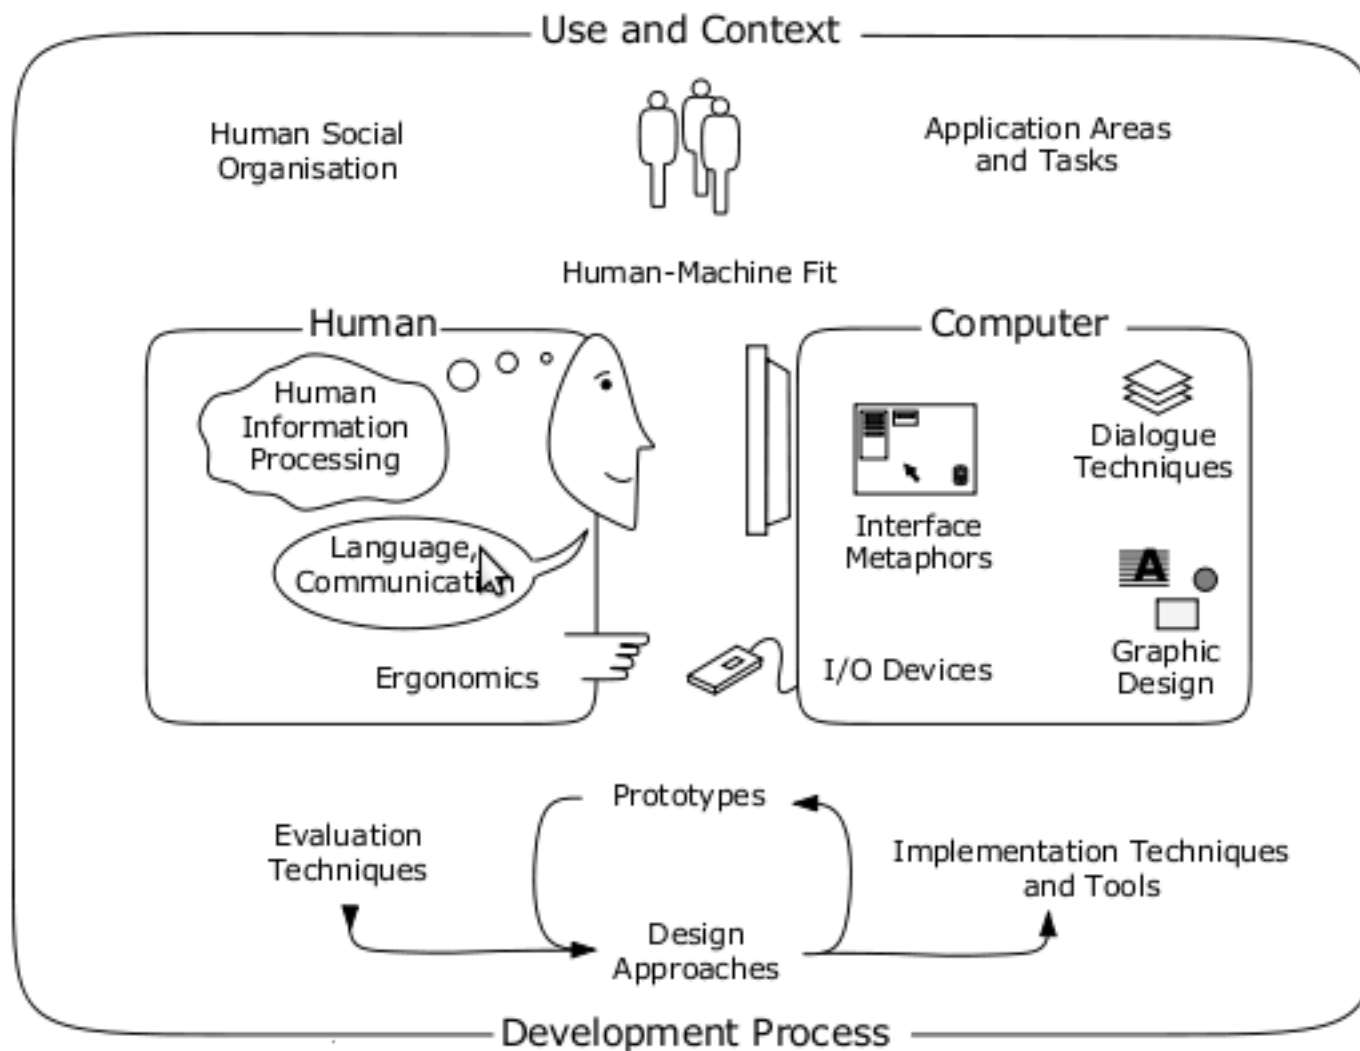 Use and Context
Human Social
Organisation
Application Areas
and Tasks
Human-Machine Fit
Human
Human
Information
Processing
Language,
Communication
Ergonomics
Computer
Dialogue
Techniques
Interface
Metaphors
A
I/O Devices
Graphic
Design
Prototypes
Evaluation
Techniques
Implementation Techniques
and Tools
Design
Approaches
Development Process